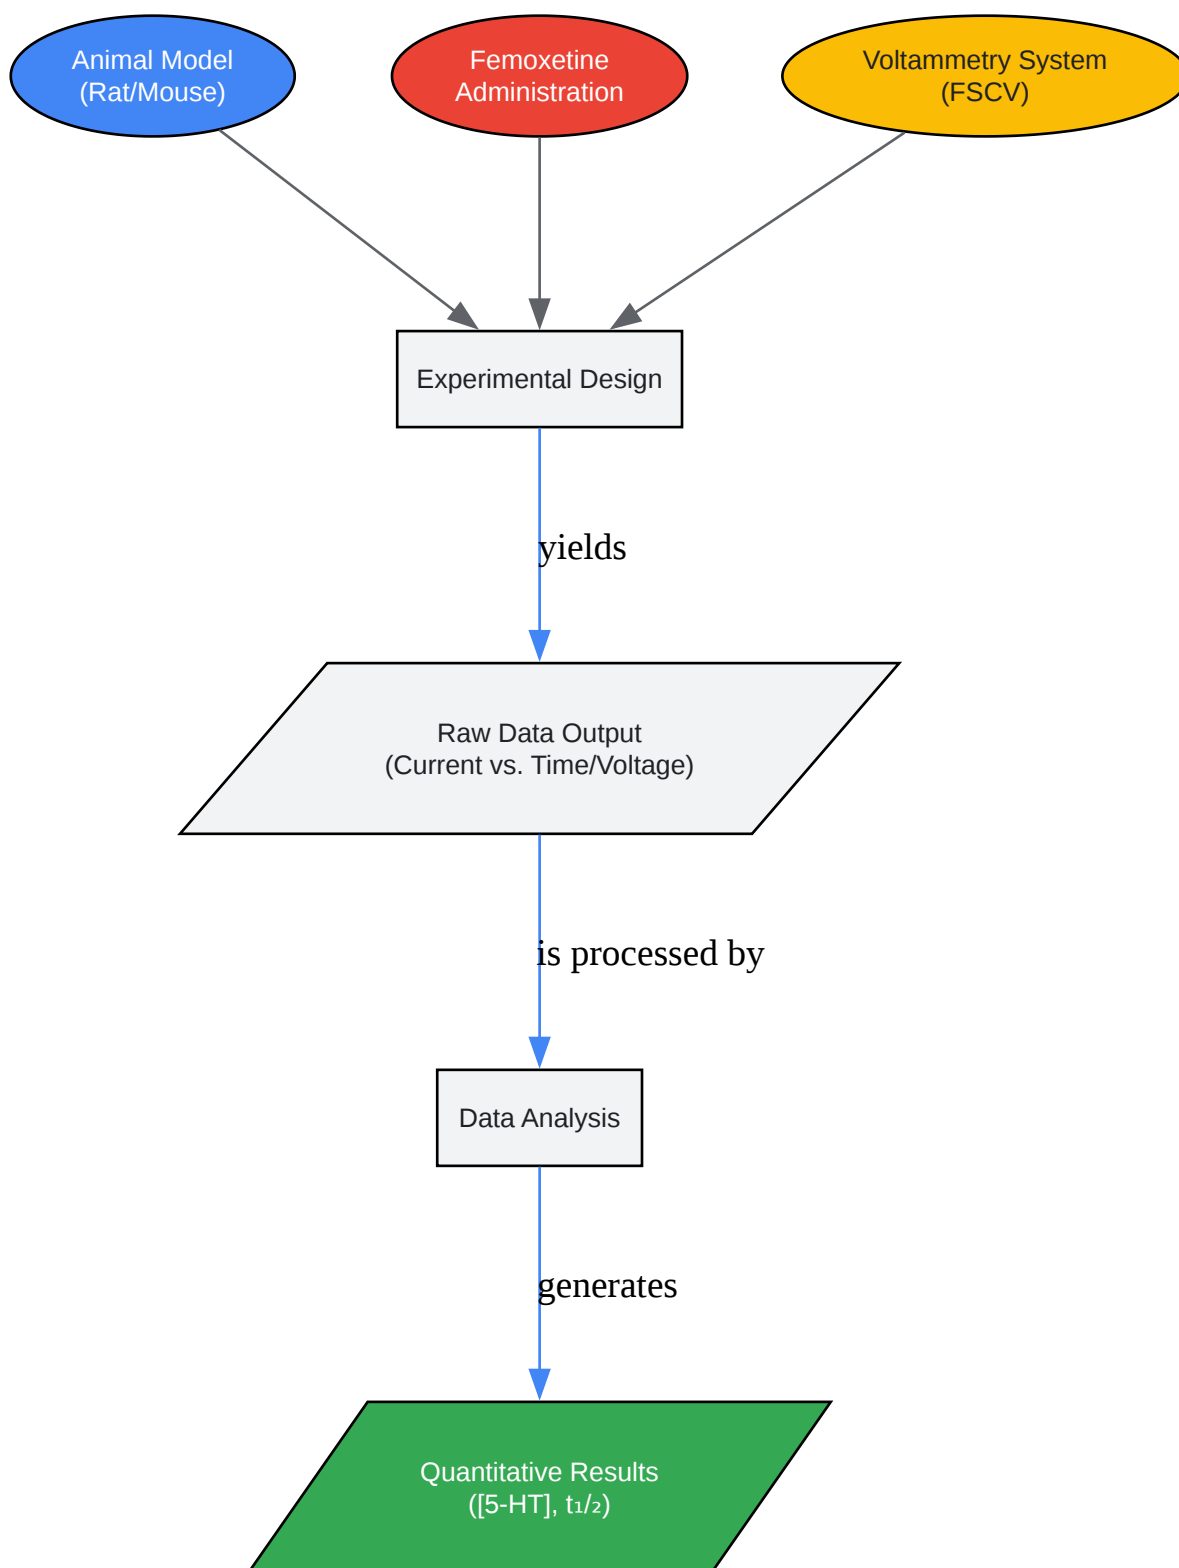 Animal Model
(Rat/Mouse)
Femoxetine
Administration
Voltammetry System
(FSCV)
Experimental Design
yields
Raw Data Output
(Current vs. Time/Voltage)
is processed by
Data Analysis
generates
Quantitative Results
([5-HT], t₁/₂)